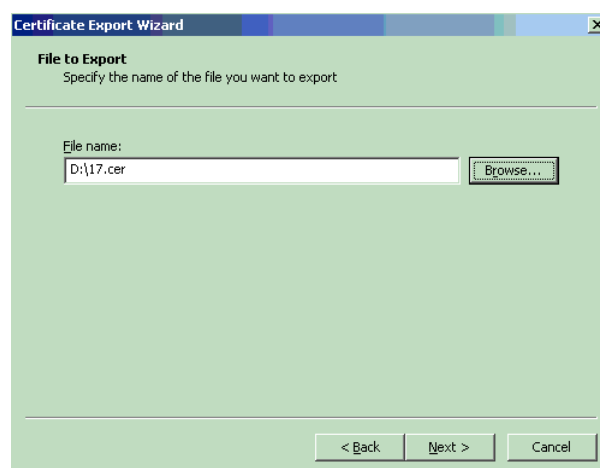 Certificate Export Wizard
File to Export
Specify the name of the file you want to export
File name:
D:\17.cer
Browse...
< Back
Next >
Cancel